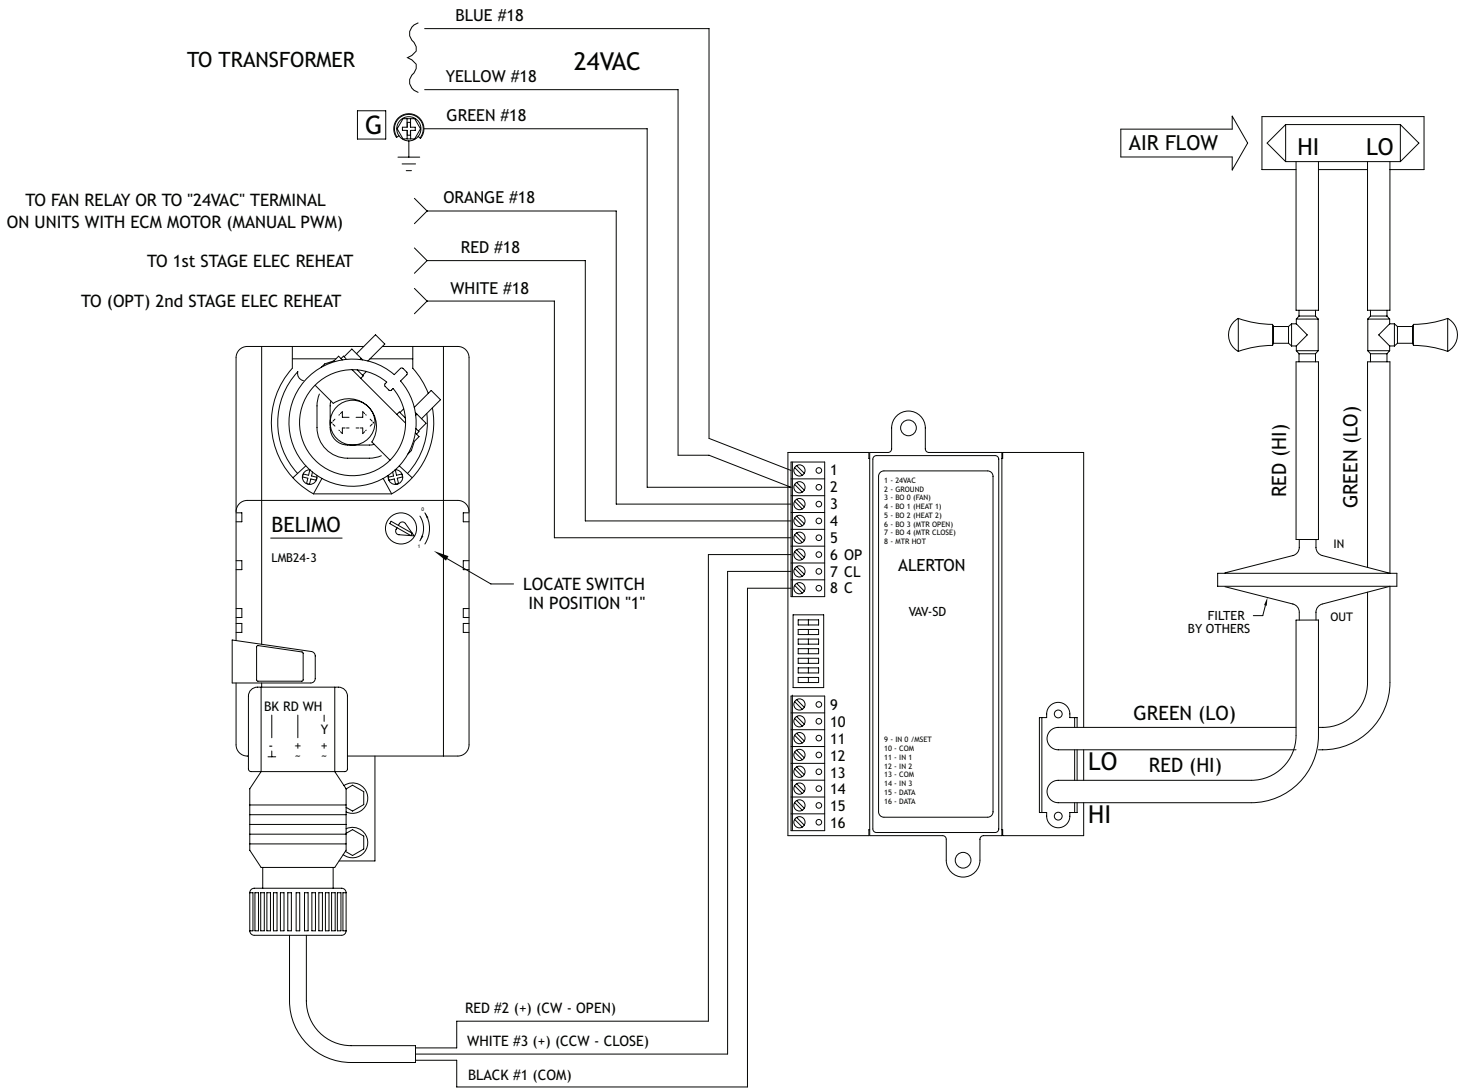 BLUE #18
TO TRANSFORMER
24VAC
YELLOW #18
G
GREEN #18
TO FAN RELAY OR TO "24VAC" TERMINAL
ON UNITS WITH ECM MOTOR (MANUAL PWM)
ORANGE #18
TO 1st STAGE ELEC REHEAT
RED #18
TO (OPT) 2nd STAGE ELEC REHEAT
WHITE #18
AIR FLOW
HI
LO
RED (HI)
GREEN (LO)
BELIMO
LMB24-3
0
1
LOCATE SWITCH
IN POSITION "1"
BK RD WH
Y
- + +
⊥ ~ ~
1
2
3
4
5
6 OP
7 CL
8 C
1 - 24VAC
2 - GROUND
3 - BO 0 (FAN)
4 - BO 1 (HEAT 1)
5 - BO 2 (HEAT 2)
6 - BO 3 (MTR OPEN)
7 - BO 4 (MTR CLOSE)
8 - MTR HOT
ALERTON
VAV-SD
9
10
11
12
13
14
15
16
9 - IN 0 /MSET
10 - COM
11 - IN 1
12 - IN 2
13 - COM
14 - IN 3
15 - DATA
16 - DATA
IN
FILTER
BY OTHERS
OUT
GREEN (LO)
LO
RED (HI)
HI
RED #2 (+) (CW - OPEN)
WHITE #3 (+) (CCW - CLOSE)
BLACK #1 (COM)